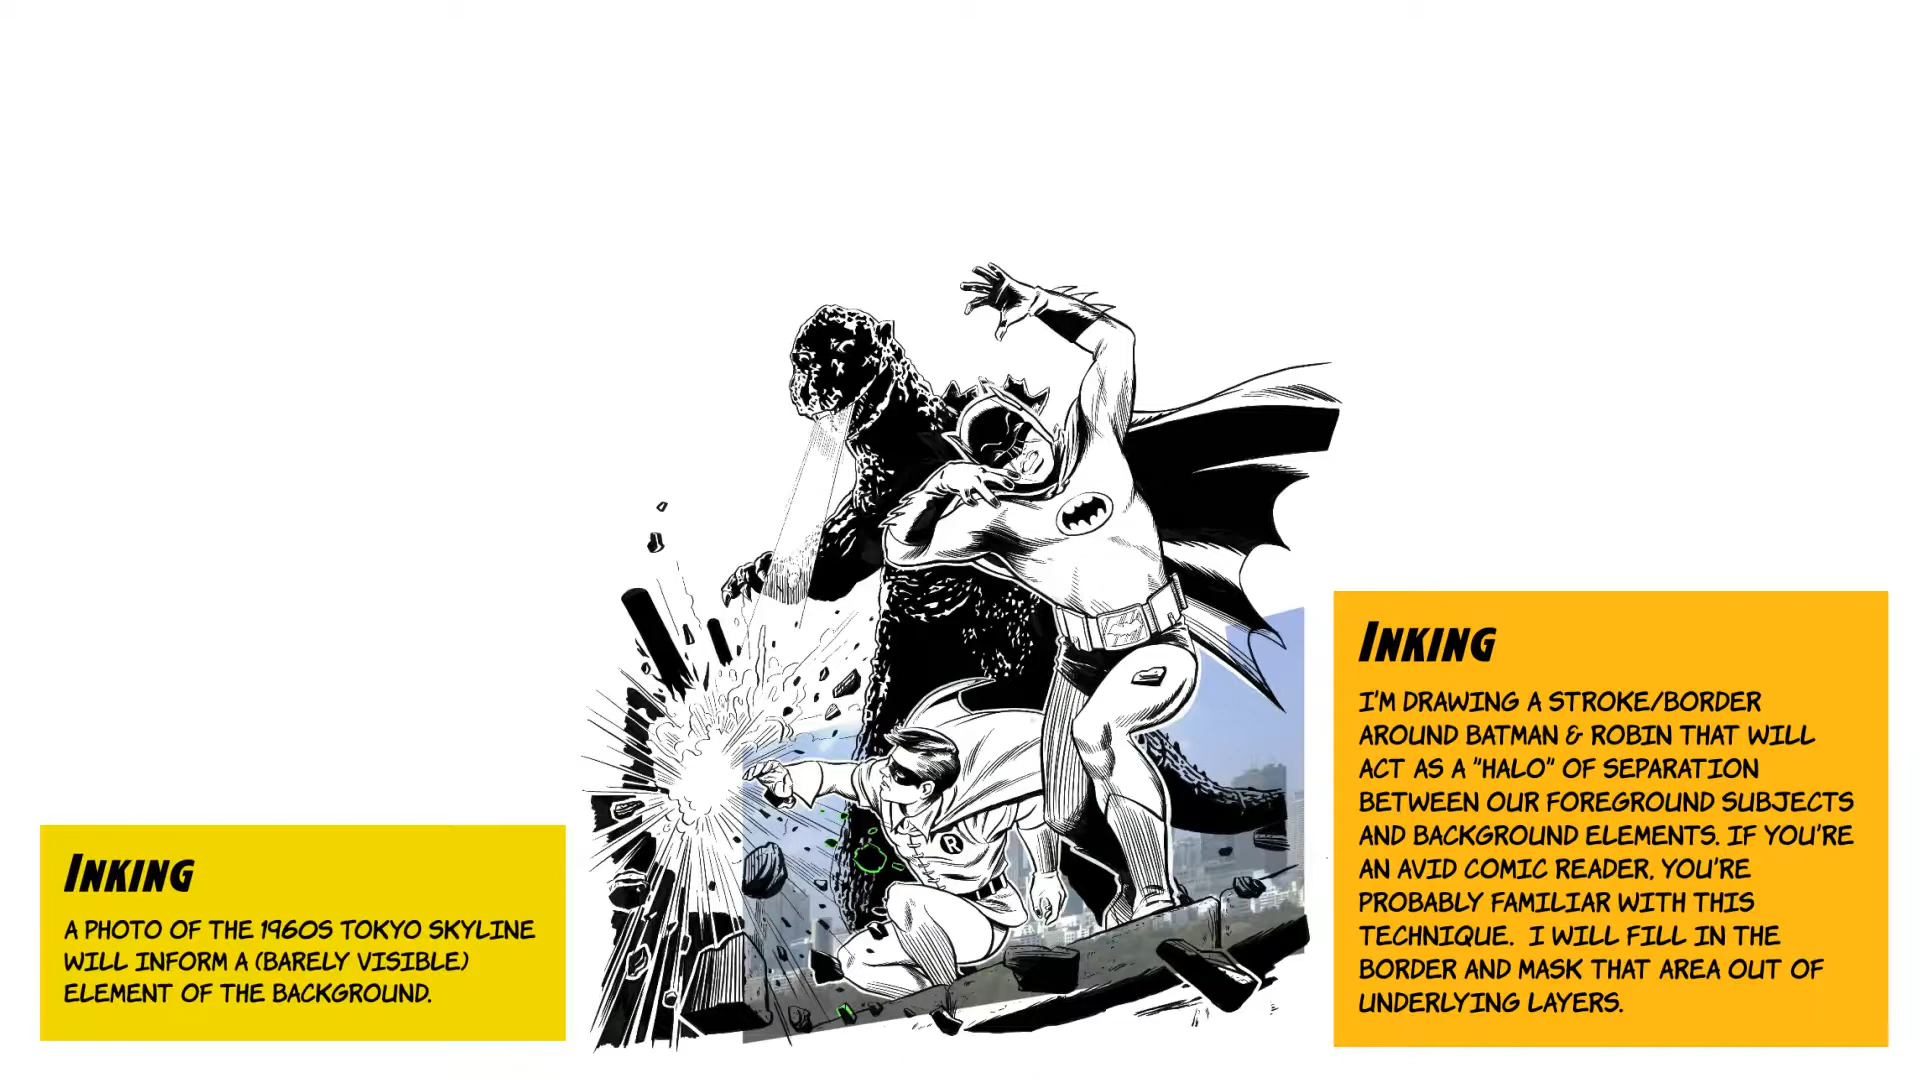 INKING
A PHOTO OF THE 1960S TOKYO SKYLINE
WILL INFORM A (BARELY VISIBLE)
ELEMENT OF THE BACKGROUND.
R
INKING
I'M DRAWING A STROKE/BORDER
AROUND BATMAN & ROBIN THAT WILL
ACT AS A "HALO" OF SEPARATION
BETWEEN OUR FOREGROUND SUBJECTS
AND BACKGROUND ELEMENTS. IF YOU'RE
AN AVID COMIC READER, YOU'RE
PROBABLY FAMILIAR WITH THIS
TECHNIQUE. I WILL FILL IN THE
BORDER AND MASK THAT AREA OUT OF
UNDERLYING LAYERS.